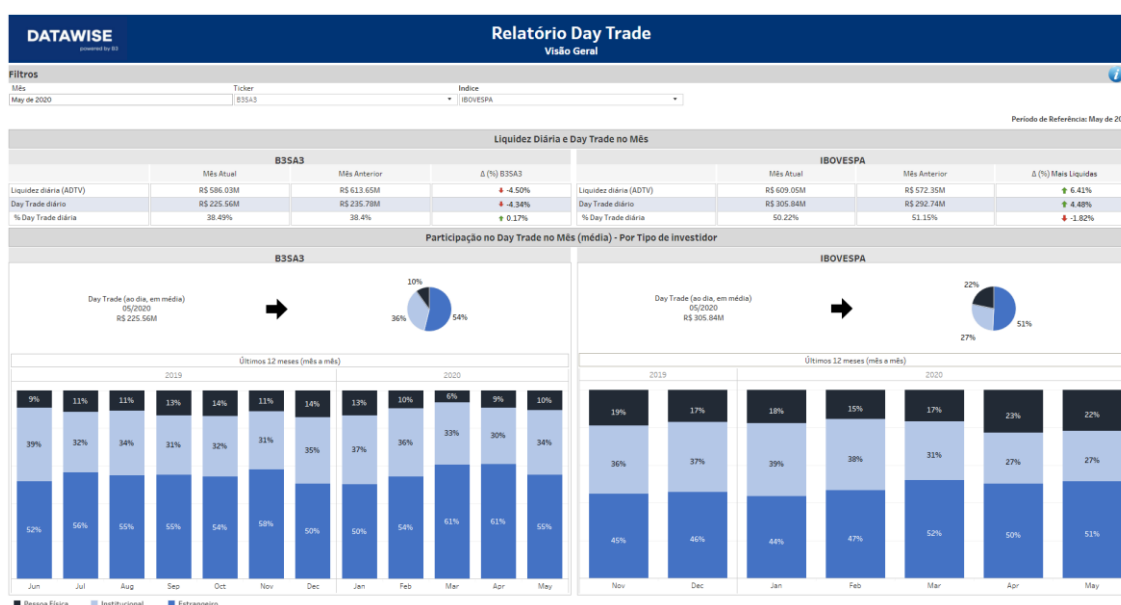 DATAWISE
powered by B3
Relatório Day Trade
Visão Geral
Filtros
i
Mês Ticker Indice
May de 2020 B3SA3 IBOVESPA
Período de Referência: May de 20
Liquidez Diária e Day Trade no Mês
B3SA3 IBOVESPA
Mês Atual Mês Anterior Δ (%) B3SA3 Mês Atual Mês Anterior Δ (%) Mais Liquidas
Liquidez diária (ADTV) R$ 586.03M R$ 613.65M -4.50% Liquidez diária (ADTV) R$ 609.05M R$ 572.35M 6.41%
Day Trade diário R$ 225.56M R$ 235.78M -4.34% Day Trade diário R$ 305.84M R$ 292.74M 4.48%
% Day Trade diária 38.49% 38.4% 0.17% % Day Trade diária 50.22% 51.15% -1.82%
Participação no Day Trade no Mês (média) - Por Tipo de investidor
B3SA3 IBOVESPA
Day Trade (ao dia, em média)
05/2020
R$ 225.56M
10%
36% 54%
Day Trade (ao dia, em média)
05/2020
R$ 305.84M
22%
51%
27%
Últimos 12 meses (mês a mês)
2019 2020
9% 11% 11% 13% 14% 11% 14% 13% 10% 6% 9% 10%
39% 32% 34% 31% 32% 31% 35% 37% 36% 33% 30% 34%
52% 56% 55% 55% 54% 58% 50% 50% 54% 61% 61% 55%
Jun Jul Aug Sep Oct Nov Dec Jan Feb Mar Apr May
Últimos 12 meses (mês a mês)
2019 2020
19% 17% 18% 15% 17% 23% 22%
36% 37% 39% 38% 31% 27% 27%
45% 46% 44% 47% 52% 50% 51%
Nov Dec Jan Feb Mar Apr May
Pessoa Física Institucional Estrangeiro